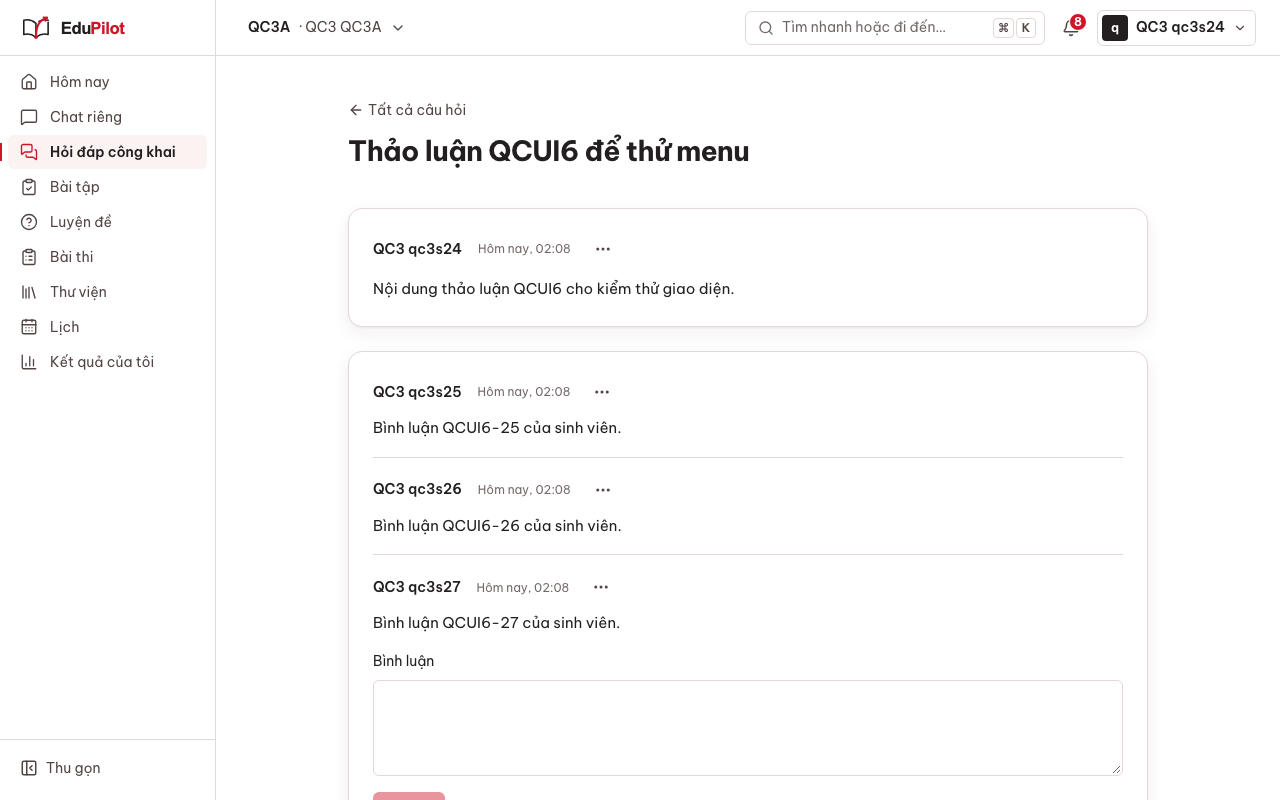 EduPilot
QC3A · QC3 QC3A
Tìm nhanh hoặc đi đến...
⌘ K
8
q
QC3 qc3s24
Hôm nay
Chat riêng
Hỏi đáp công khai
Bài tập
Luyện đề
Bài thi
Thư viện
Lịch
Kết quả của tôi
Thu gọn
Tất cả câu hỏi
Thảo luận QCUI6 để thử menu
QC3 qc3s24 Hôm nay, 02:08
Nội dung thảo luận QCUI6 cho kiểm thử giao diện.
QC3 qc3s25 Hôm nay, 02:08
Bình luận QCUI6-25 của sinh viên.
QC3 qc3s26 Hôm nay, 02:08
Bình luận QCUI6-26 của sinh viên.
QC3 qc3s27 Hôm nay, 02:08
Bình luận QCUI6-27 của sinh viên.
Bình luận